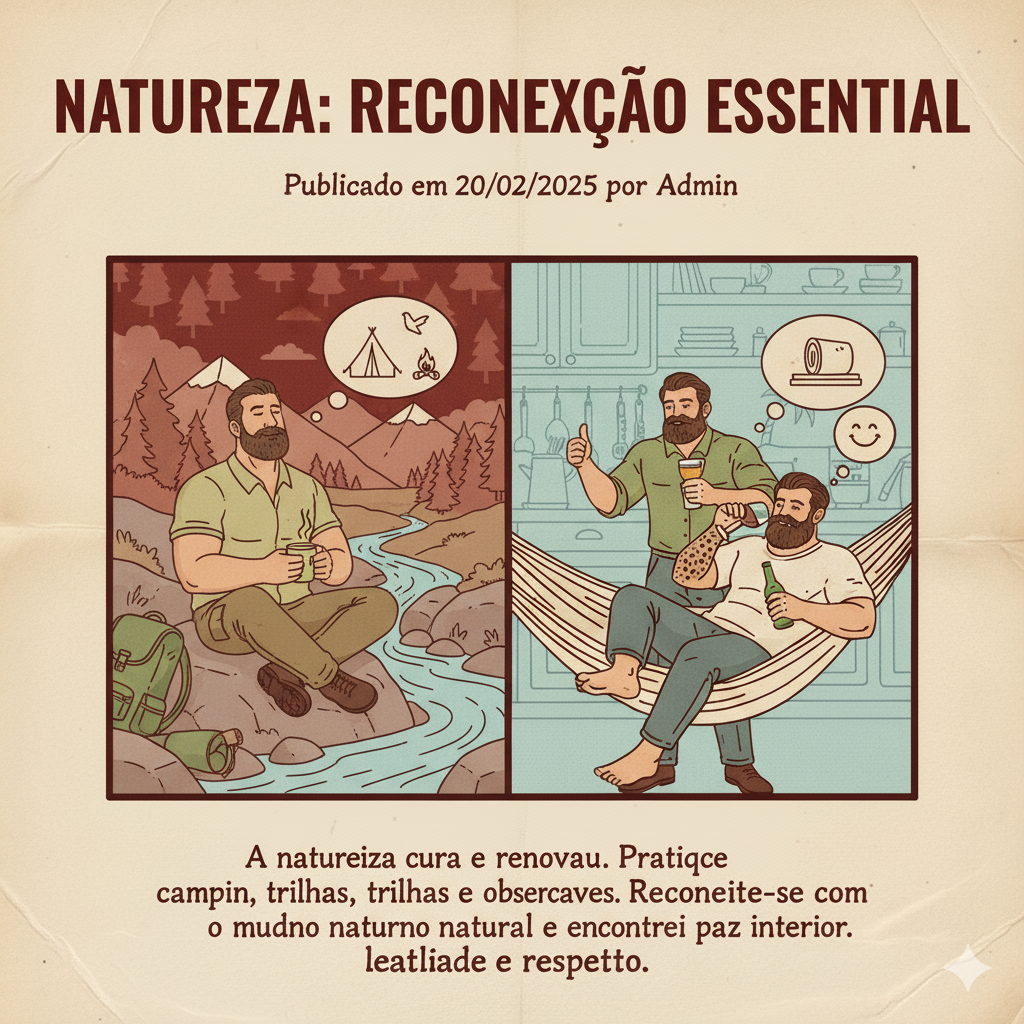 NATUREZA: RECONEXÇÃO ESSENTIAL
Publicado em 20/02/2025 por Admin
A natureiza cura e renovau. Pratiqce
campin, trilhas, trilhas e obsercaves. Reconeite-se com
o mudno naturno natural e encontrei paz interior.
leatliade e respetto.